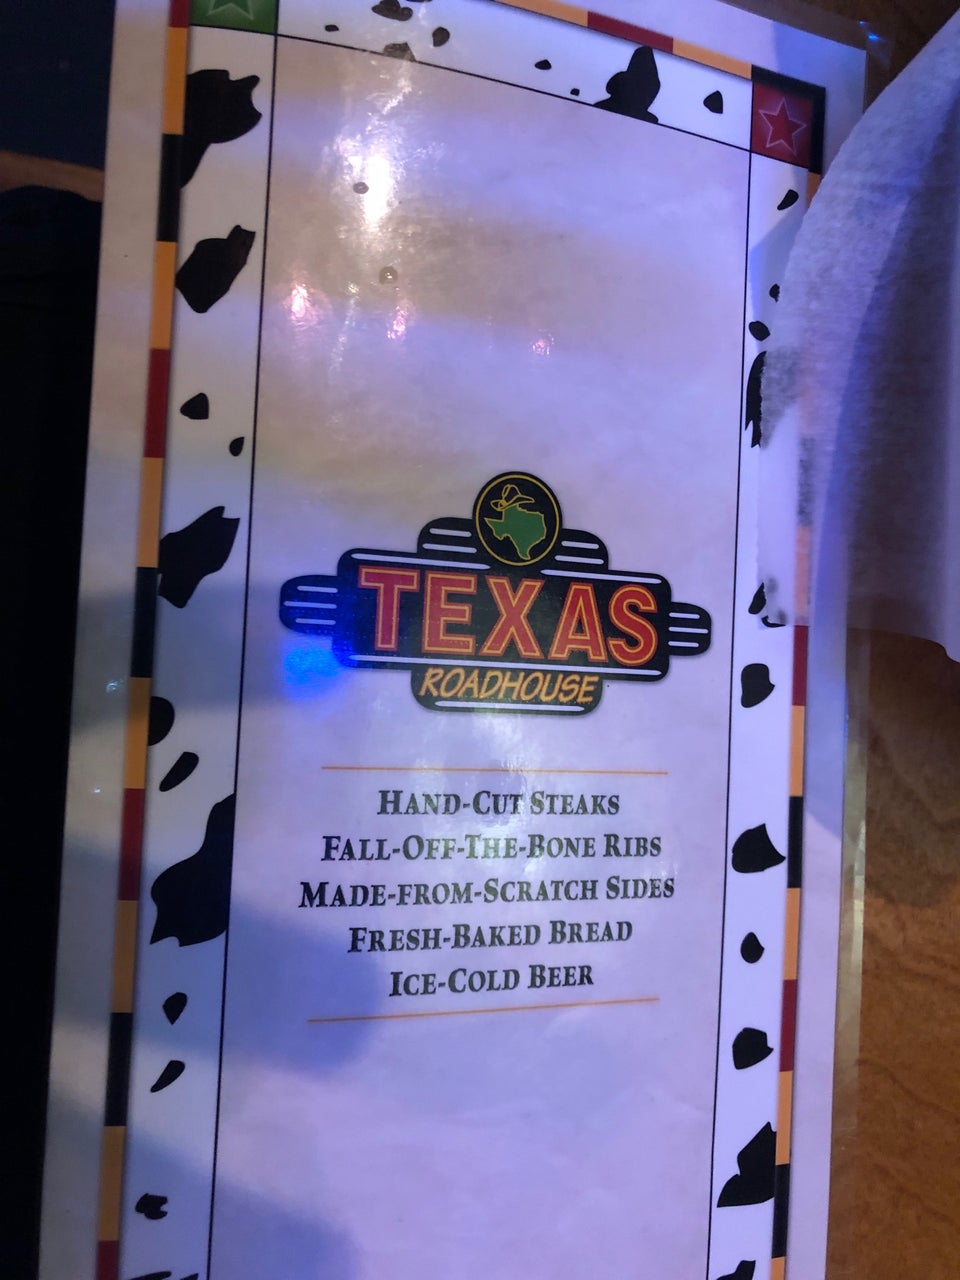 TEXAS
ROADHOUSE
HAND-CUT STEAKS
FALL-OFF-THE-BONE RIBS
MADE-FROM-SCRATCH SIDES
FRESH-BAKED BREAD
ICE-COLD BEER